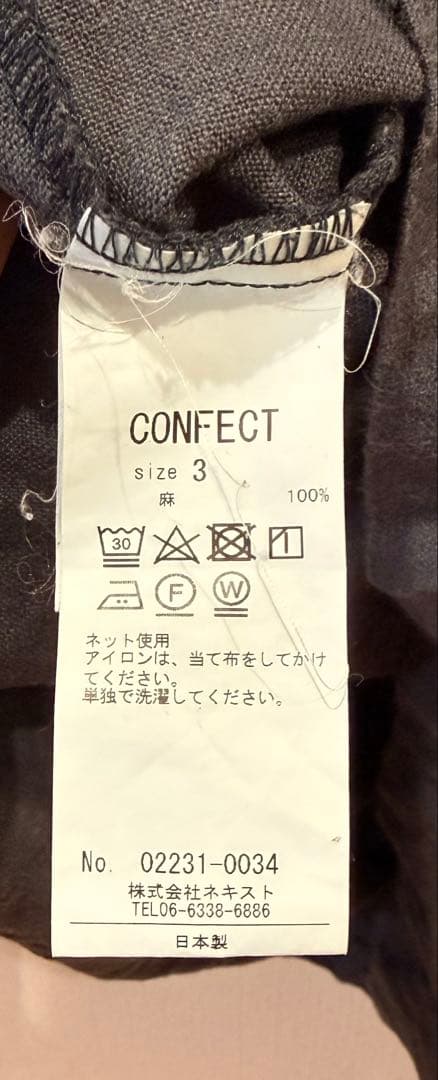 CONFECT
size 3
麻 100%
30
F W
ネット使用
アイロンは、当て布をしてかけ
てください。
単独で洗濯してください。
No. 02231-0034
株式会社ネキスト
TEL06-6338-6886
日本製